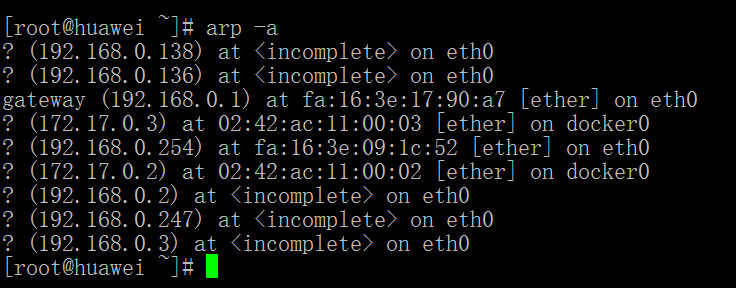 [root@huawei ~]# arp -a
? (192.168.0.138) at <incomplete> on eth0
? (192.168.0.136) at <incomplete> on eth0
gateway (192.168.0.1) at fa:16:3e:17:90:a7 [ether] on eth0
? (172.17.0.3) at 02:42:ac:11:00:03 [ether] on docker0
? (192.168.0.254) at fa:16:3e:09:1c:52 [ether] on eth0
? (172.17.0.2) at 02:42:ac:11:00:02 [ether] on docker0
? (192.168.0.2) at <incomplete> on eth0
? (192.168.0.247) at <incomplete> on eth0
? (192.168.0.3) at <incomplete> on eth0
[root@huawei ~]#